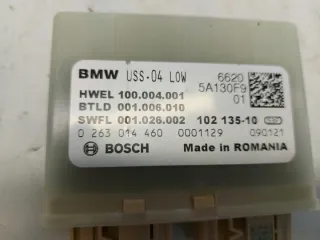 BMW USS-04 LOW 6620
5A130F9
HWEL 100.004.001 01
BTLD 001.006.010
SWFL 001.026.002 102 135-10
0 263 014 460 0001129 090121
BOSCH Made in ROMANIA